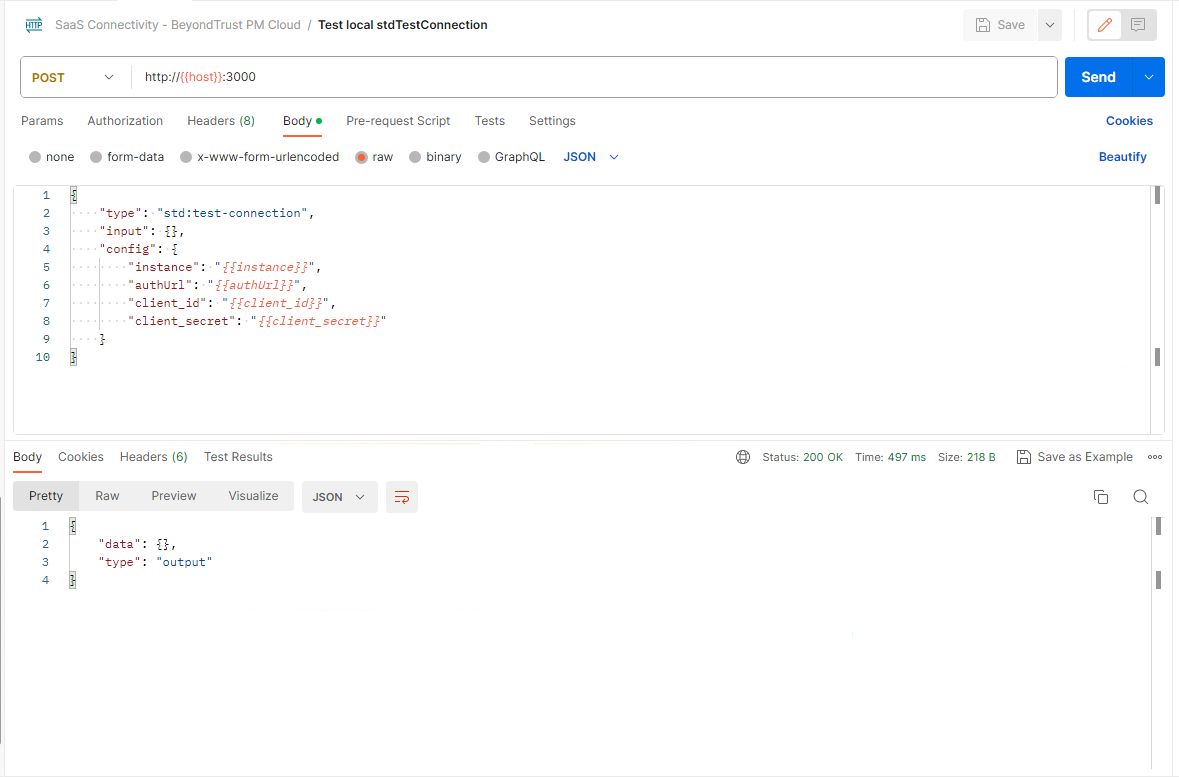 HTTP SaaS Connectivity - BeyondTrust PM Cloud / Test local stdTestConnection Save
POST http://{{host}}:3000 Send
Params Authorization Headers (8) Body Pre-request Script Tests Settings Cookies
none form-data x-www-form-urlencoded raw binary GraphQL JSON Beautify
1 {
2 "type": "std:test-connection",
3 "input": {},
4 "config": {
5 "instance": "{{instance}}",
6 "authUrl": "{{authUrl}}",
7 "client_id": "{{client_id}}",
8 "client_secret": "{{client_secret}}"
9 }
10 }
Body Cookies Headers (6) Test Results Status: 200 OK Time: 497 ms Size: 218 B Save as Example
Pretty Raw Preview Visualize JSON
1 {
2 "data": {},
3 "type": "output"
4 }